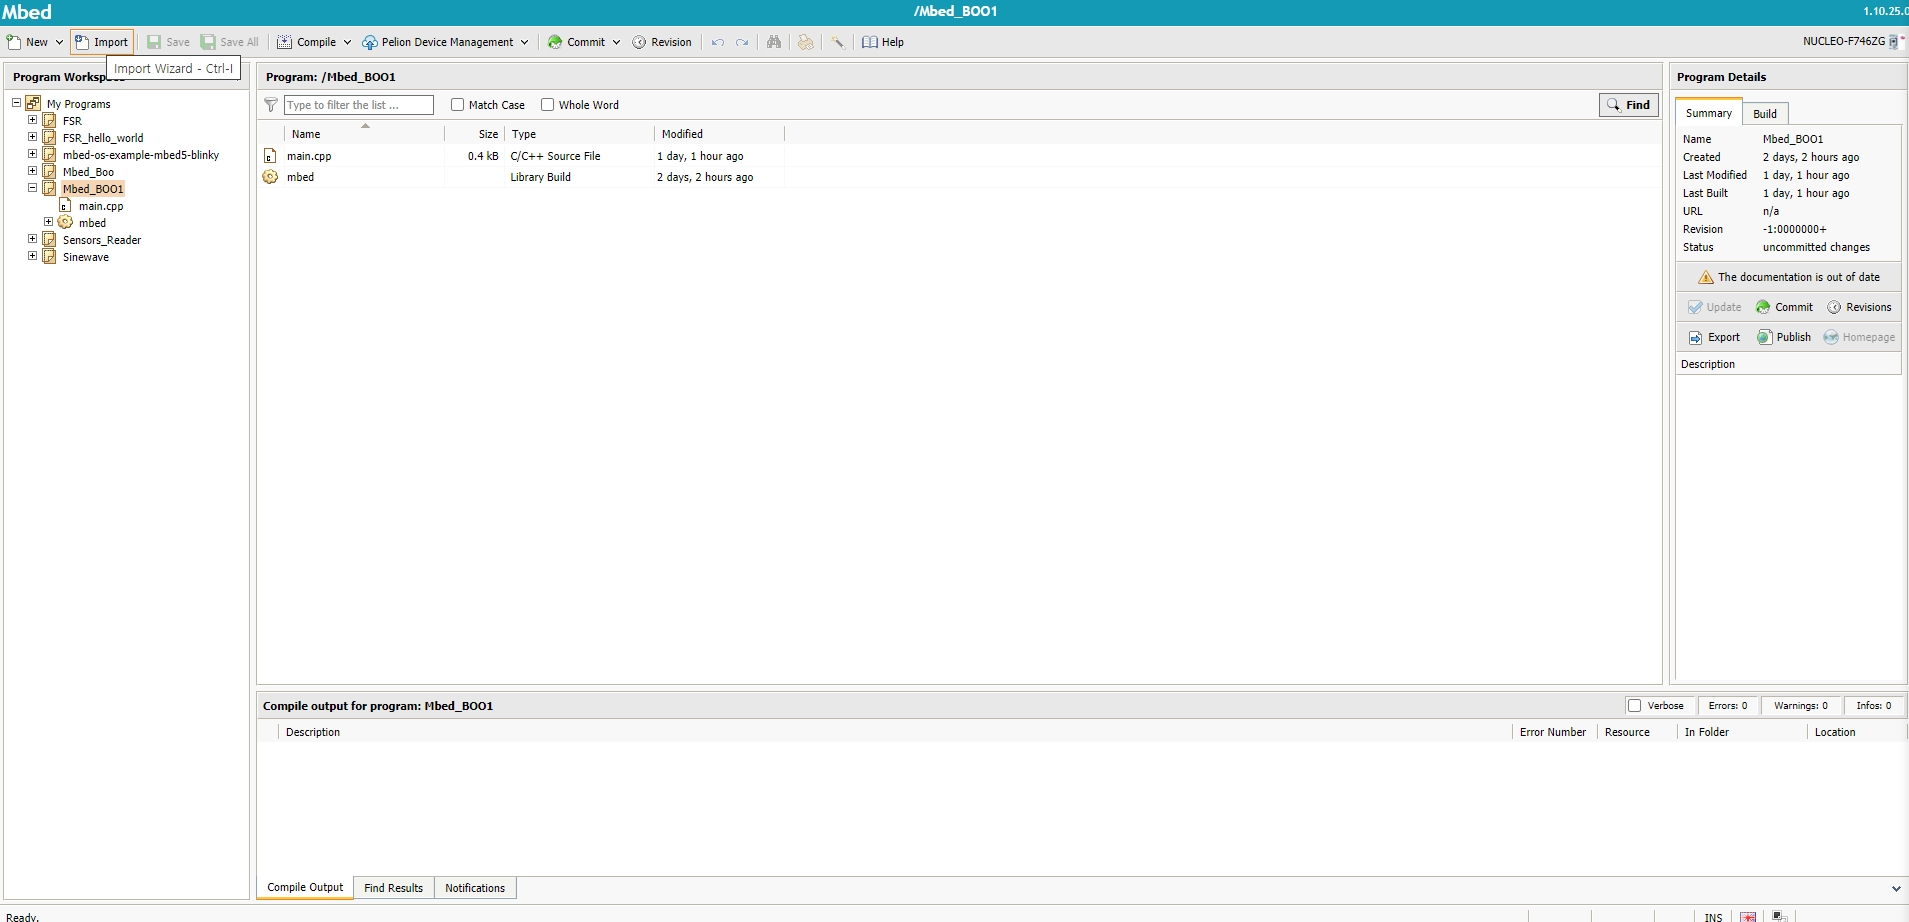 Mbed
/Mbed_BOO1
1.10.25.0
New Import Save Save All Compile Pelion Device Management Commit Revision Help
NUCLEO-F746ZG
Import Wizard - Ctrl-I
Program Workspa
My Programs
FSR
FSR_hello_world
mbed-os-example-mbed5-blinky
Mbed_Boo
Mbed_BOO1
main.cpp
mbed
Sensors_Reader
Sinewave
Program: /Mbed_BOO1
Type to filter the list ... Match Case Whole Word Find
Name Size Type Modified
main.cpp 0.4 kB C/C++ Source File 1 day, 1 hour ago
mbed Library Build 2 days, 2 hours ago
Program Details
Summary Build
Name Mbed_BOO1
Created 2 days, 2 hours ago
Last Modified 1 day, 1 hour ago
Last Built 1 day, 1 hour ago
URL n/a
Revision -1:0000000+
Status uncommitted changes
The documentation is out of date
Update Commit Revisions
Export Publish Homepage
Description
Compile output for program: Mbed_BOO1
Verbose Errors: 0 Warnings: 0 Infos: 0
Description Error Number Resource In Folder Location
Compile Output Find Results Notifications
Ready.
INS